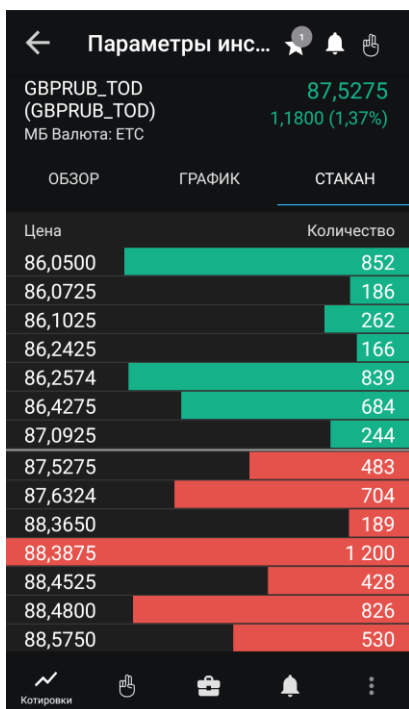 Параметры инс...
1
GBPRUB_TOD
(GBPRUB_TOD)
МБ Валюта: ETC
87,5275
1,1800 (1,37%)
ОБЗОР ГРАФИК СТАКАН
Цена Количество
86,0500 852
86,0725 186
86,1025 262
86,2425 166
86,2574 839
86,4275 684
87,0925 244
87,5275 483
87,6324 704
88,3650 189
88,3875 1 200
88,4525 428
88,4800 826
88,5750 530
Котировки